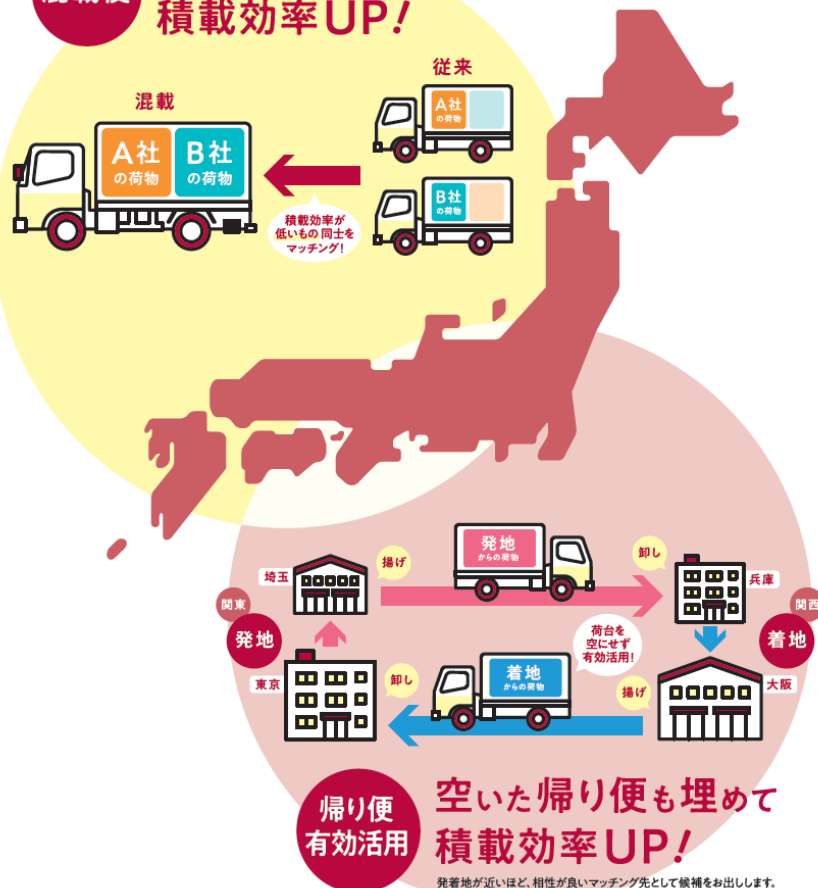 積載効率UP!
従来
混載
A社
の荷物
B社
の荷物
A社
の荷物
B社
の荷物
積載効率が
低いもの同士を
マッチング!
発地
からの荷物
揚げ
卸し
埼玉
兵庫
関東
発地
関西
着地
荷台を
空にせず
有効活用!
東京
卸し
着地
からの荷物
揚げ
大阪
帰り便
有効活用
空いた帰り便も埋めて
積載効率UP!
発着地が近いほど、相性が良いマッチング先として候補をお出しします。